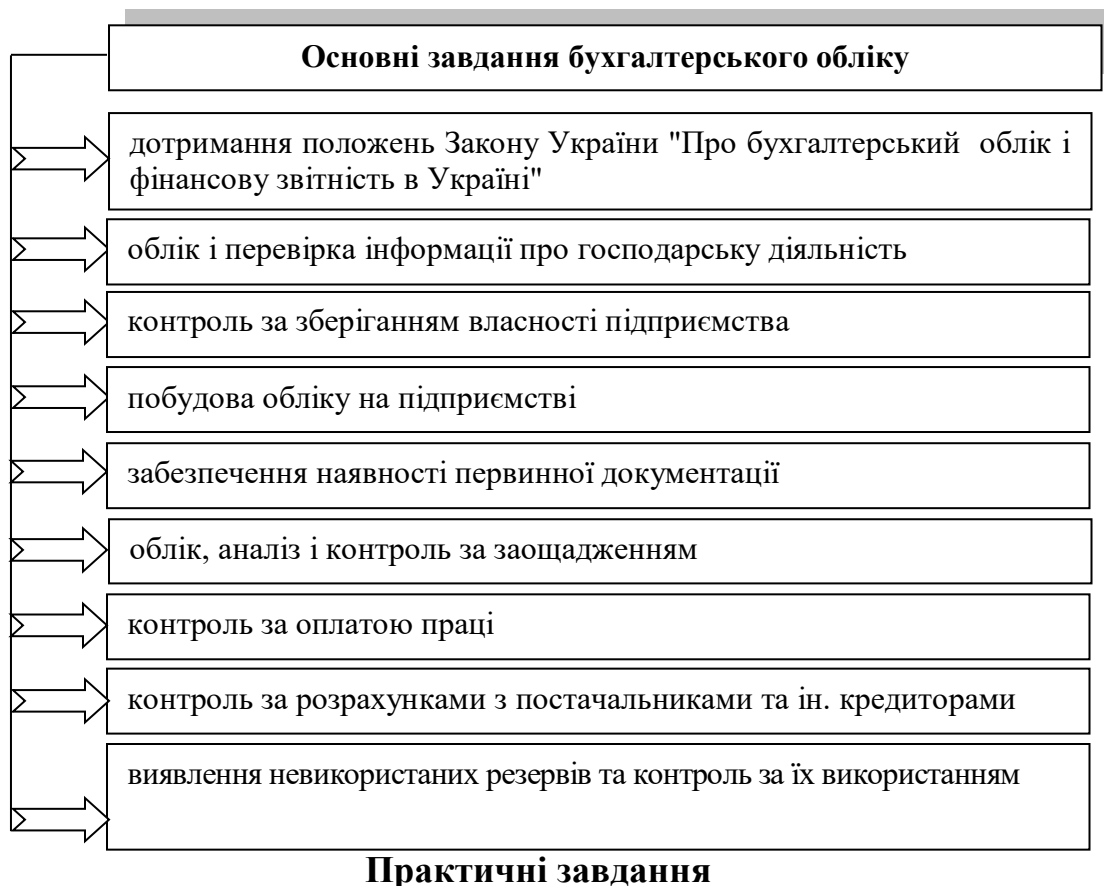 Основні завдання бухгалтерського обліку
дотримання положень Закону України "Про бухгалтерський облік і
фінансову звітність в Україні"
облік і перевірка інформації про господарську діяльність
контроль за зберіганням власності підприємства
побудова обліку на підприємстві
забезпечення наявності первинної документації
облік, аналіз і контроль за заощадженням
контроль за оплатою праці
контроль за розрахунками з постачальниками та ін. кредиторами
виявлення невикористаних резервів та контроль за їх використанням
Практичні завдання